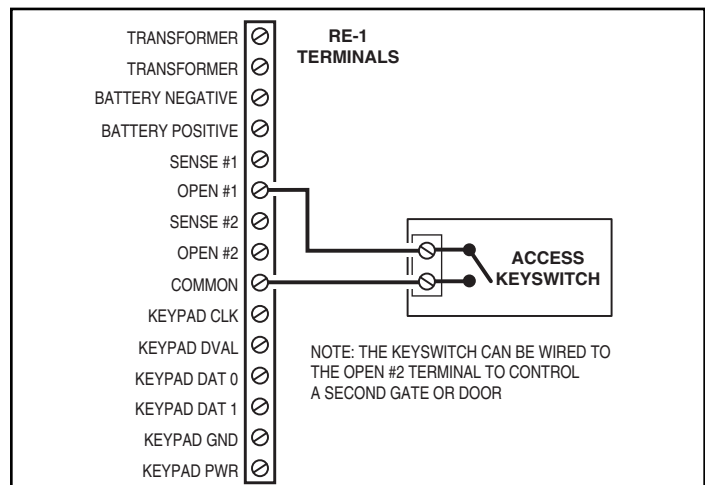 TRANSFORMER
TRANSFORMER
BATTERY NEGATIVE
BATTERY POSITIVE
SENSE #1
OPEN #1
SENSE #2
OPEN #2
COMMON
KEYPAD CLK
KEYPAD DVAL
KEYPAD DAT 0
KEYPAD DAT 1
KEYPAD GND
KEYPAD PWR
RE-1
TERMINALS
ACCESS
KEYSWITCH
NOTE: THE KEYSWITCH CAN BE WIRED TO
THE OPEN #2 TERMINAL TO CONTROL
A SECOND GATE OR DOOR